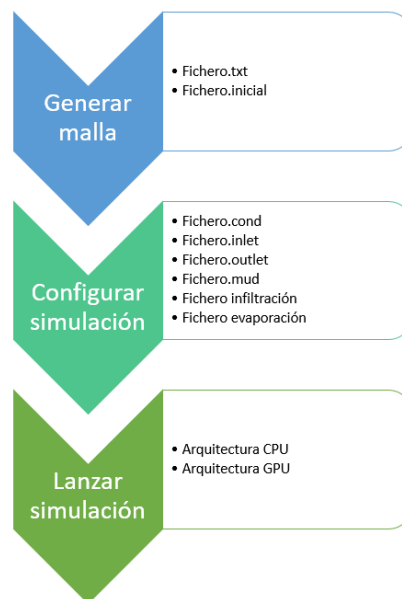 Generar
malla
• Fichero.txt
• Fichero.inicial
Configurar
simulación
• Fichero.cond
• Fichero.inlet
• Fichero.outlet
• Fichero.mud
• Fichero infiltración
• Fichero evaporación
Lanzar
simulación
• Arquitectura CPU
• Arquitectura GPU